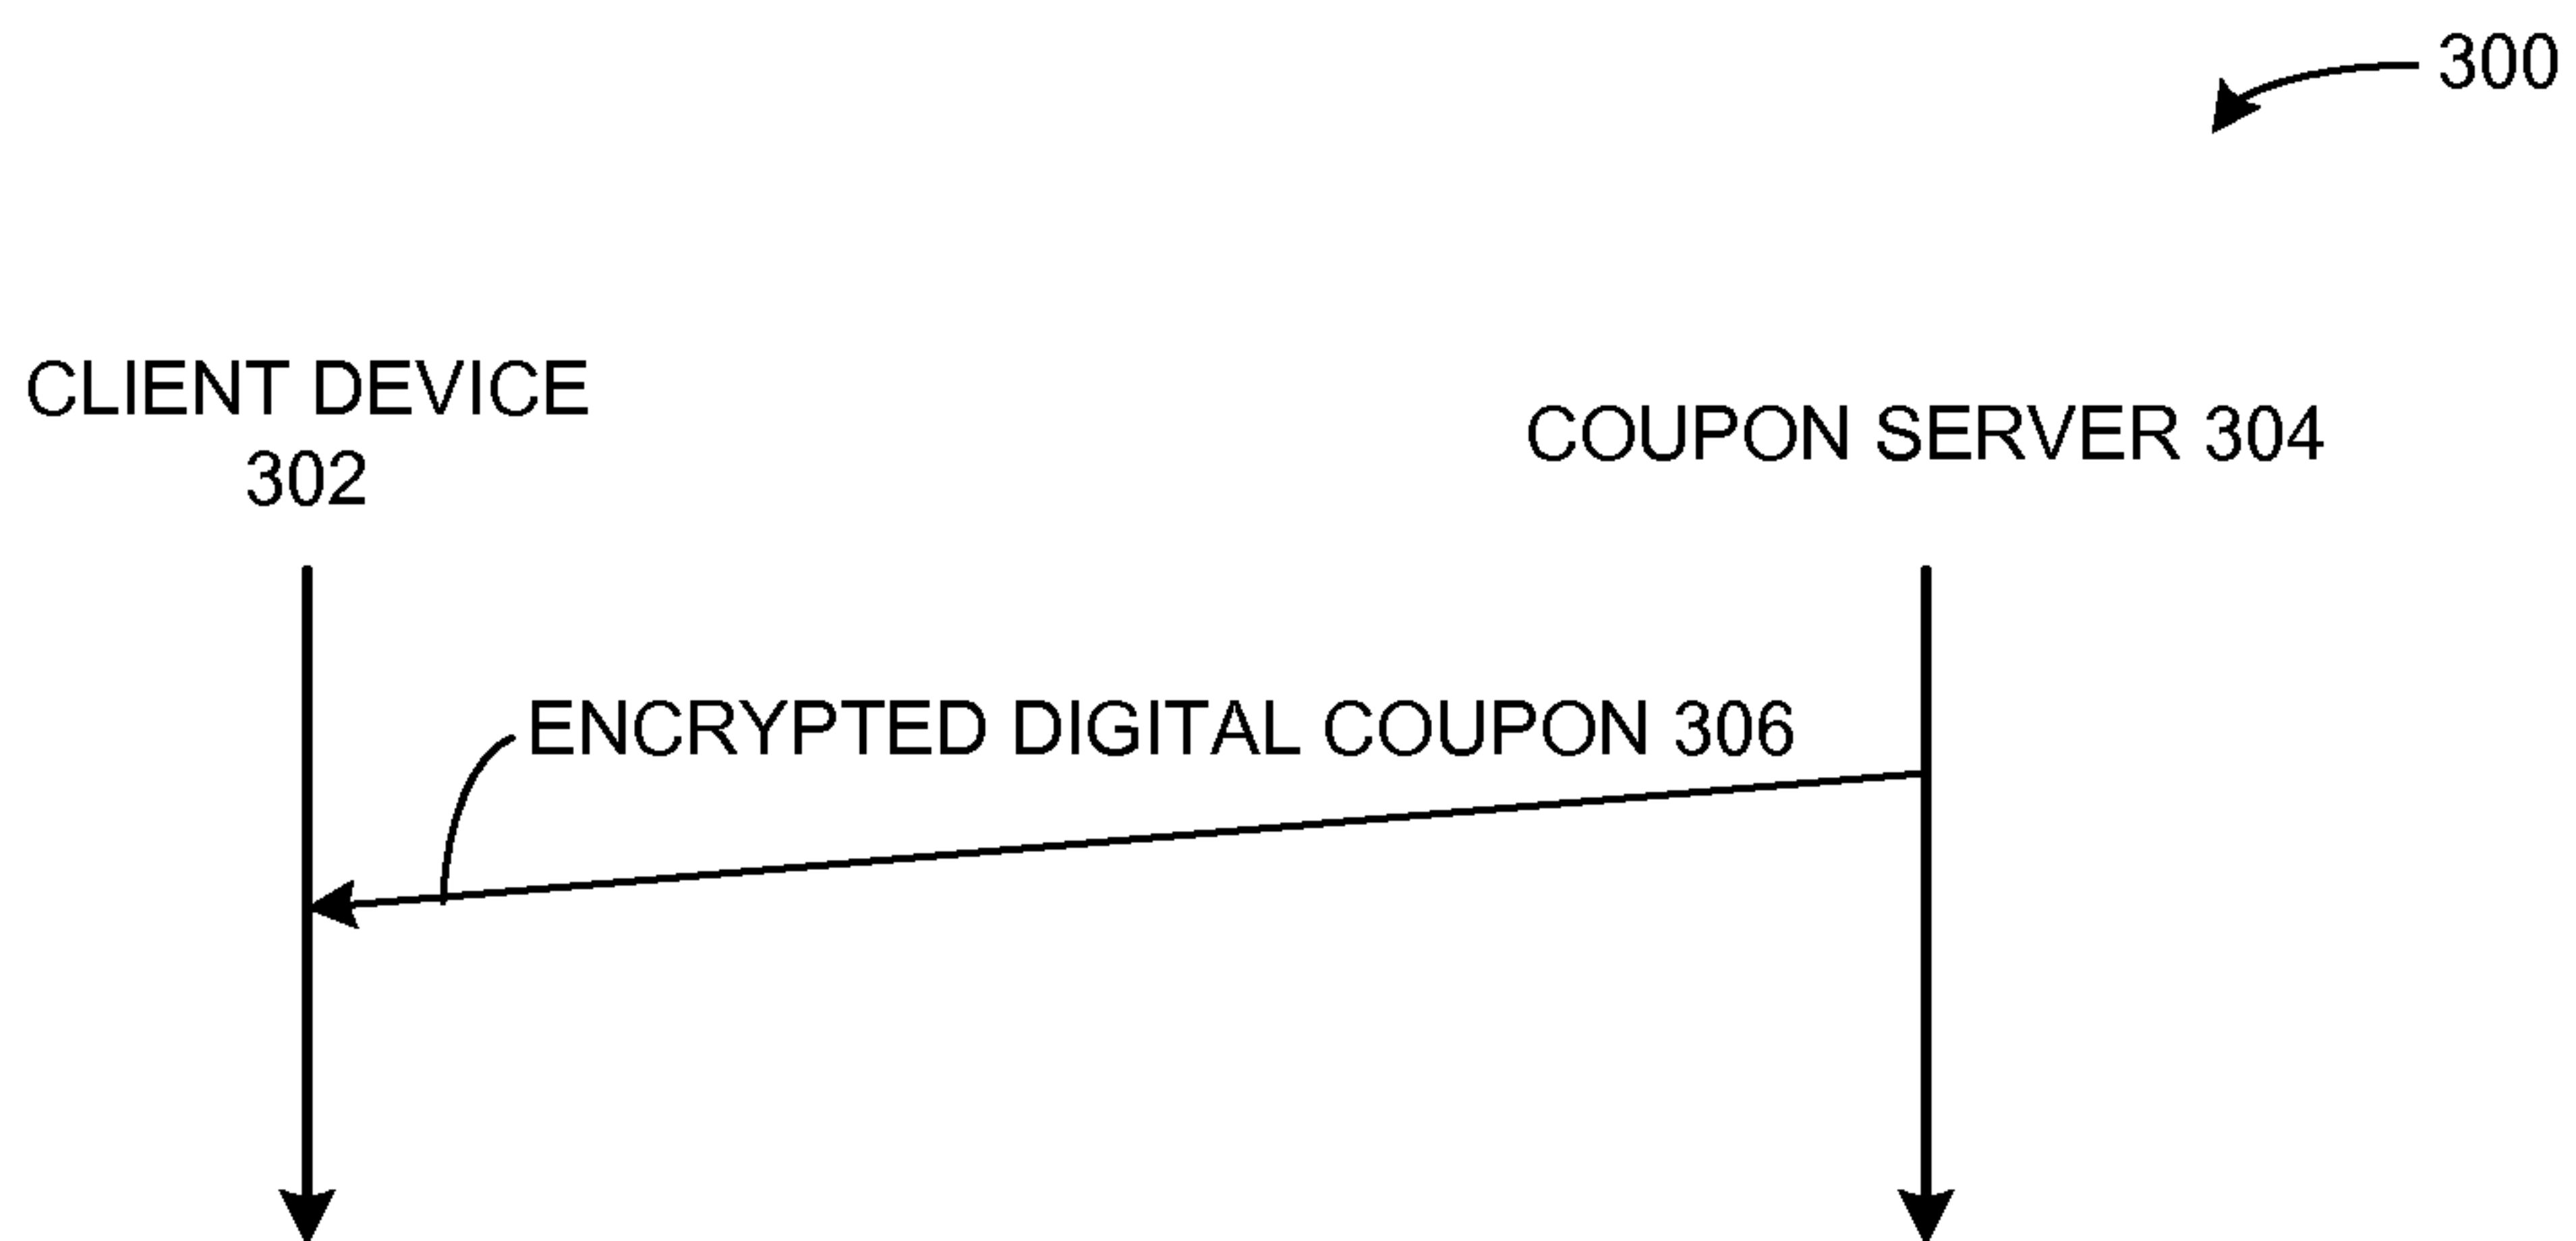 300
CLIENT DEVICE
302
COUPON SERVER 304
ENCRYPTED DIGITAL COUPON 306